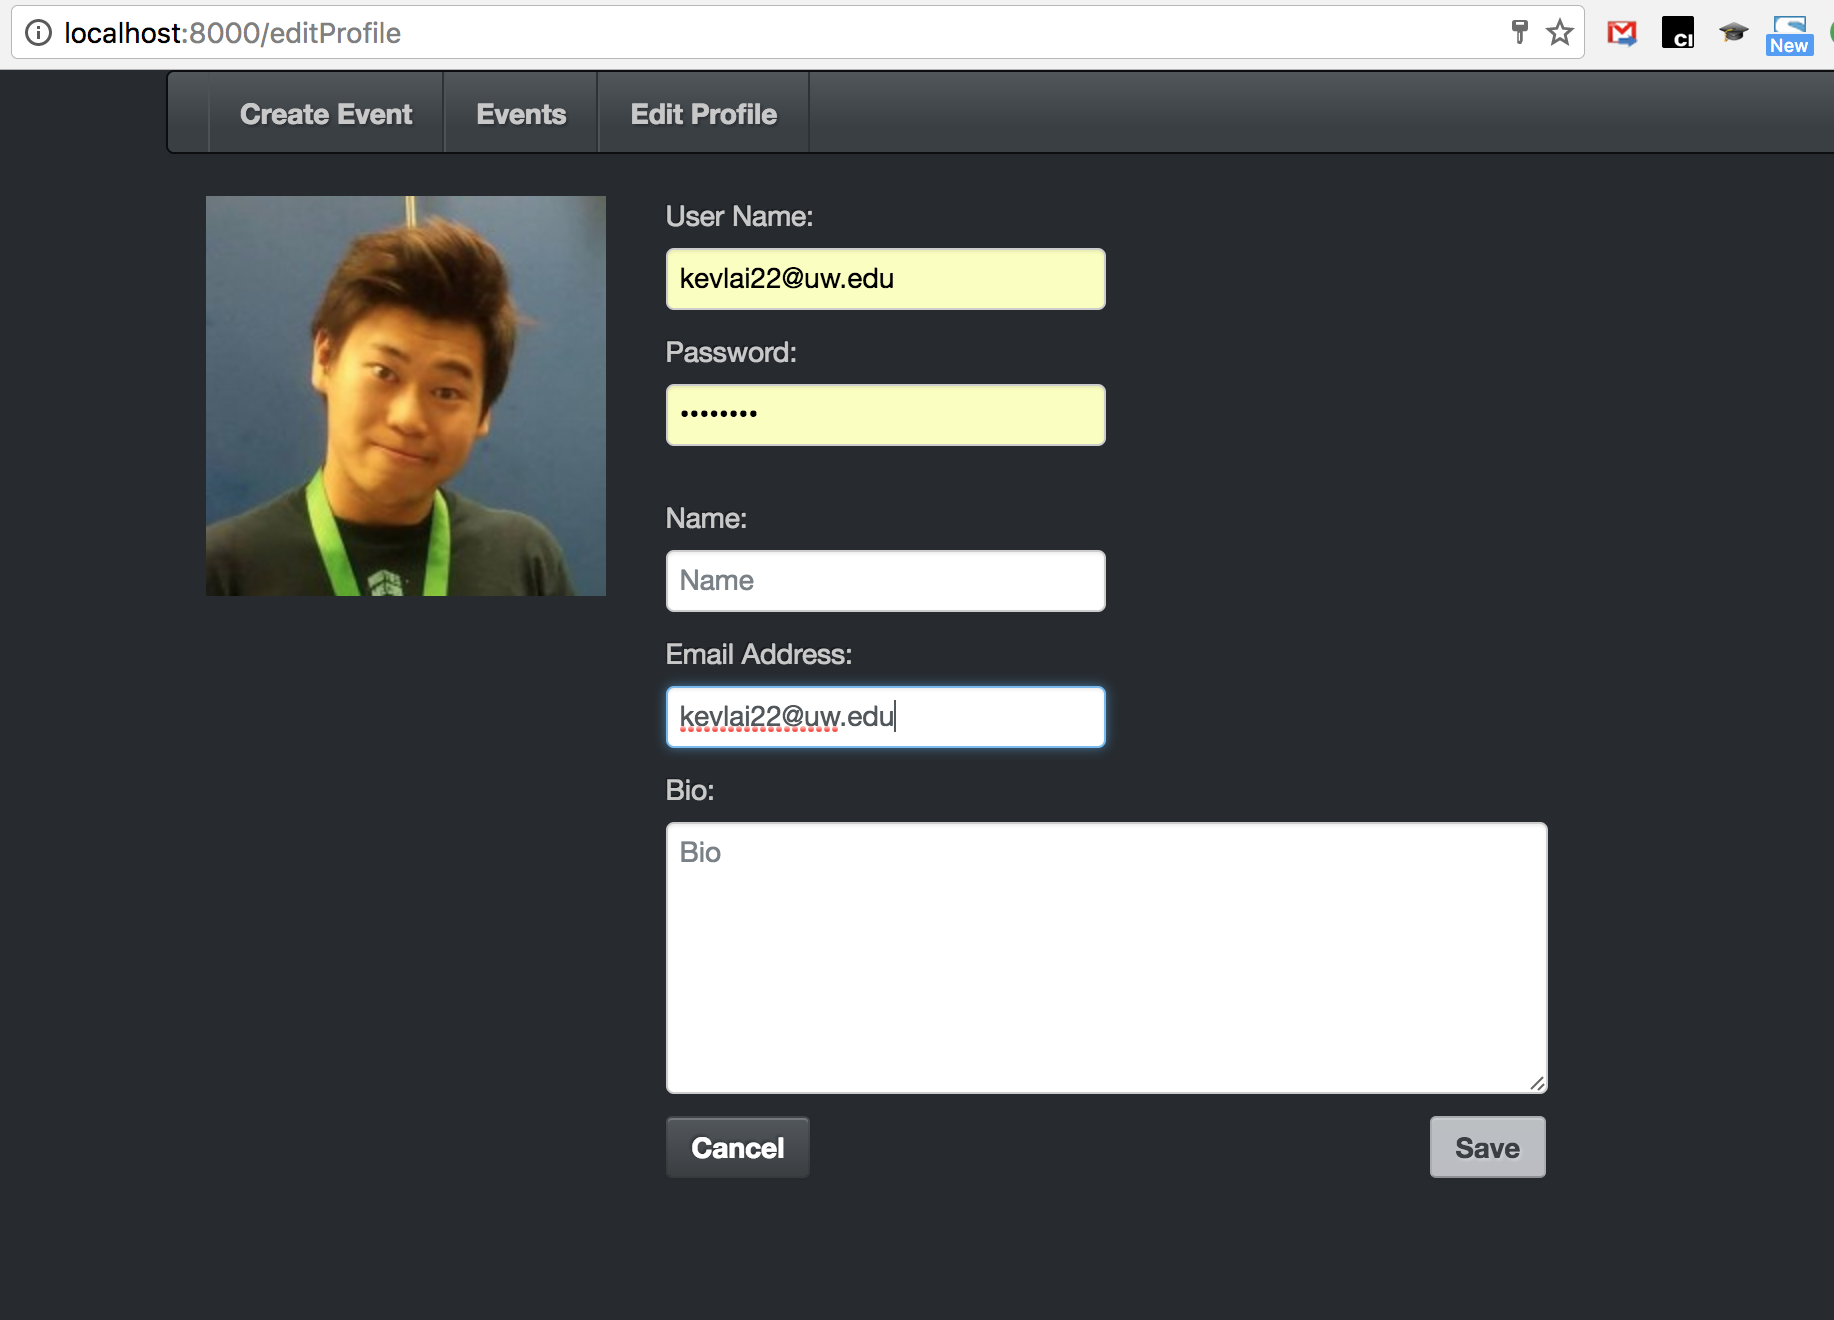 localhost:8000/editProfile
CI
New
Create Event
Events
Edit Profile
User Name:
kevlai22@uw.edu
Password:
••••••••
Name:
Name
Email Address:
kevlai22@uw.edu
Bio:
Bio
Cancel
Save